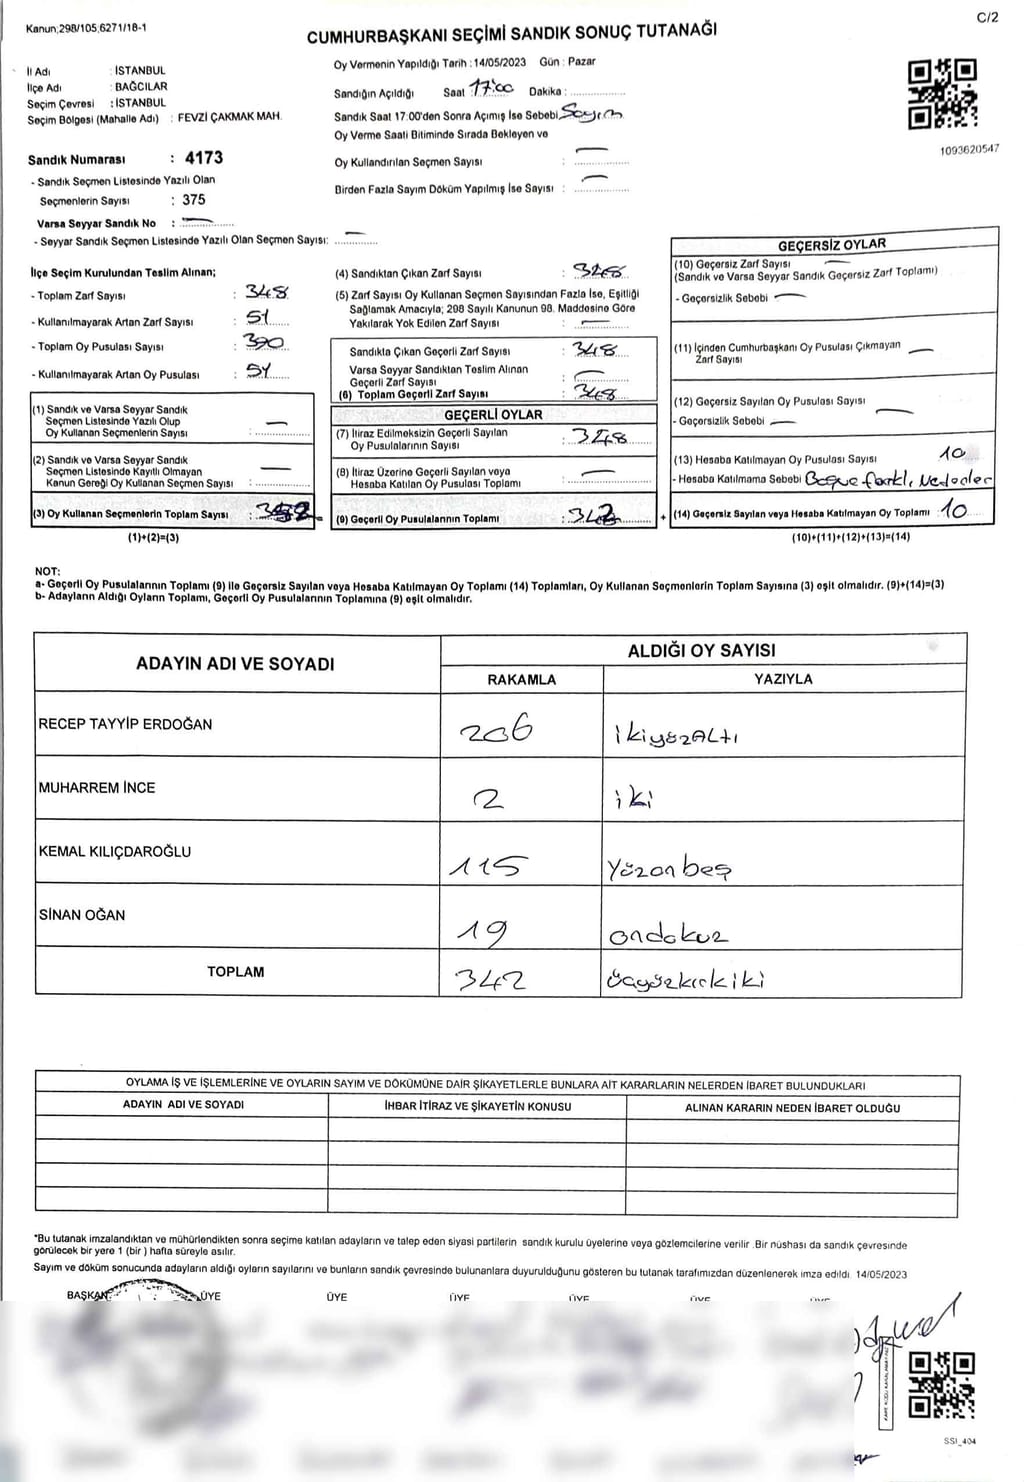 Kanun;298/105;6271/18-1
C/2
CUMHURBAŞKANI SEÇİMİ SANDIK SONUÇ TUTANAĞI
İl Adı : İSTANBUL
İlçe Adı : BAĞCILAR
Seçim Çevresi : İSTANBUL
Seçim Bölgesi (Mahalle Adı) : FEVZİ ÇAKMAK MAH.
Sandık Numarası : 4173
- Sandık Seçmen Listesinde Yazılı Olan
Seçmenlerin Sayısı : 375
Varsa Seyyar Sandık No :
- Seyyar Sandık Seçmen Listesinde Yazılı Olan Seçmen Sayısı:
Oy Vermenin Yapıldığı Tarih : 14/05/2023 Gün : Pazar
Sandığın Açıldığı Saat 17:00 Dakika :
Sandık Saat 17:00'den Sonra Açımış İse Sebebi Sayım
Oy Verme Saati Bitiminde Sırada Bekleyen ve
Oy Kullandırılan Seçmen Sayısı :
Birden Fazla Sayım Döküm Yapılmış İse Sayısı :
1093620547
İlçe Seçim Kurulundan Teslim Alınan;
- Toplam Zarf Sayısı : 348
- Kullanılmayarak Artan Zarf Sayısı : 51
- Toplam Oy Pusulası Sayısı : 390
- Kullanılmayarak Artan Oy Pusulası :
(1) Sandık ve Varsa Seyyar Sandık
Seçmen Listesinde Yazılı Olup
Oy Kullanan Seçmenlerin Sayısı :
(2) Sandık ve Varsa Seyyar Sandık
Seçmen Listesinde Kayıtlı Olmayan
Kanun Gereği Oy Kullanan Seçmen Sayısı :
(3) Oy Kullanan Seçmenlerin Toplam Sayısı :
(1)+(2)=(3)
(4) Sandıktan Çıkan Zarf Sayısı :
(5) Zarf Sayısı Oy Kullanan Seçmen Sayısından Fazla İse, Eşitliği
Sağlamak Amacıyla; 298 Sayılı Kanunun 98. Maddesine Göre
Yakılarak Yok Edilen Zarf Sayısı :
Sandıkta Çıkan Geçerli Zarf Sayısı : 348
Varsa Seyyar Sandıktan Teslim Alınan
Geçerli Zarf Sayısı :
(6) Toplam Geçerli Zarf Sayısı : 348
GEÇERLİ OYLAR
(7) İtiraz Edilmeksizin Geçerli Sayılan
Oy Pusulalarının Sayısı : 348
(8) İtiraz Üzerine Geçerli Sayılan veya
Hesaba Katılan Oy Pusulası Toplamı :
(9) Geçerli Oy Pusulalarının Toplamı : 342
GEÇERSİZ OYLAR
(10) Geçersiz Zarf Sayısı
(Sandık ve Varsa Seyyar Sandık Geçersiz Zarf Toplamı)
- Geçersizlik Sebebi
(11) İçinden Cumhurbaşkanı Oy Pusulası Çıkmayan
Zarf Sayısı
(12) Geçersiz Sayılan Oy Pusulası Sayısı
- Geçersizlik Sebebi
(13) Hesaba Katılmayan Oy Pusulası Sayısı 10
- Hesaba Katılmama Sebebi farklı Nedenler
+ (14) Geçersiz Sayılan veya Hesaba Katılmayan Oy Toplamı : 10
(10)+(11)+(12)+(13)=(14)
NOT:
a- Geçerli Oy Pusulalarının Toplamı (9) ile Geçersiz Sayılan veya Hesaba Katılmayan Oy Toplamı (14) Toplamları, Oy Kullanan Seçmenlerin Toplam Sayısına (3) eşit olmalıdır. (9)+(14)=(3)
b- Adayların Aldığı Oyların Toplamı, Geçerli Oy Pusulalarının Toplamına (9) eşit olmalıdır.
ADAYIN ADI VE SOYADI
ALDIĞI OY SAYISI
RAKAMLA YAZIYLA
RECEP TAYYİP ERDOĞAN 206 ikiyüzALtı
MUHARREM İNCE 2 iki
KEMAL KILIÇDAROĞLU 115 Yüzonbeş
SİNAN OĞAN 19 ondokuz
TOPLAM 342 üçyüzkırkiki
OYLAMA İŞ VE İŞLEMLERİNE VE OYLARIN SAYIM VE DÖKÜMÜNE DAİR ŞİKAYETLERLE BUNLARA AİT KARARLARIN NELERDEN İBARET BULUNDUKLARI
ADAYIN ADI VE SOYADI İHBAR İTİRAZ VE ŞİKAYETİN KONUSU ALINAN KARARIN NEDEN İBARET OLDUĞU
*Bu tutanak imzalandıktan ve mühürlendikten sonra seçime katılan adayların ve talep eden siyasi partilerin sandık kurulu üyelerine veya gözlemcilerine verilir .Bir nüshası da sandık çevresinde
görülecek bir yere 1 (bir ) hafta süreyle asılır.
Sayım ve döküm sonucunda adayların aldığı oyların sayılarını ve bunların sandık çevresinde bulunanlara duyurulduğunu gösteren bu tutanak tarafımızdan düzenlenerek imza edildi. 14/05/2023
BAŞKAN ÜYE ÜYE ÜYE ÜYE ÜYE
SSI_404